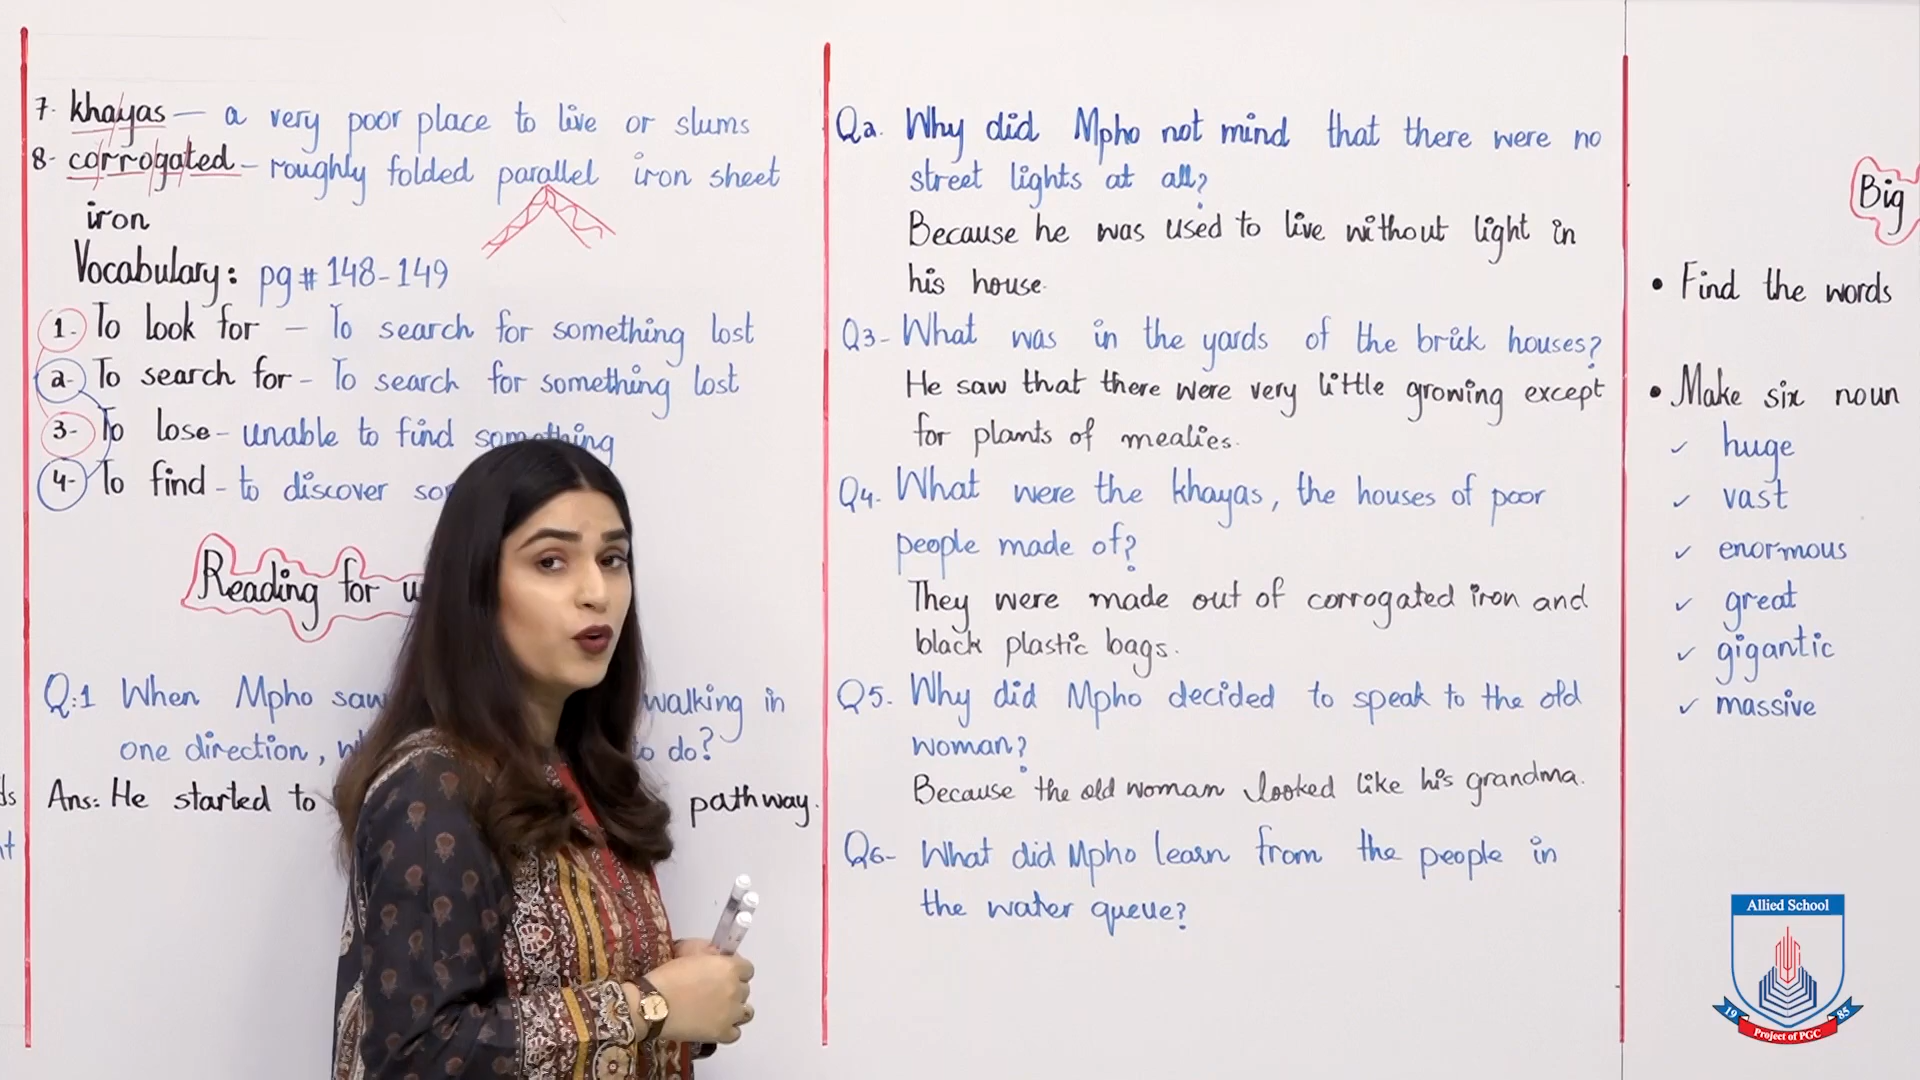 7- khayas – a very poor place to live or slums
8- corrogated – roughly folded parallel iron sheet
iron
Vocabulary: pg# 148-149
1- To look for – To search for something lost
2- To search for – To search for something lost
3- To lose – unable to find something
4- To find – to discover
Reading for
Q:1 When Mpho saw walking in
one direction, to do?
Ans: He started to pathway.
Q2. Why did Mpho not mind that there were no
street lights at all?
Because he was used to live without light in
his house.
Q3- What was in the yards of the brick houses?
He saw that there were very little growing except
for plants of mealies.
Q4. What were the khayas, the houses of poor
people made of?
They were made out of corrogated iron and
black plastic bags.
Q5. Why did Mpho decided to speak to the old
woman?
Because the old woman looked like his grandma.
Q6- What did Mpho learn from the people in
the water queue?
Big
• Find the words
• Make six noun
✓ huge
✓ vast
✓ enormous
✓ great
✓ gigantic
✓ massive
Allied School
19 85
Project of PGC